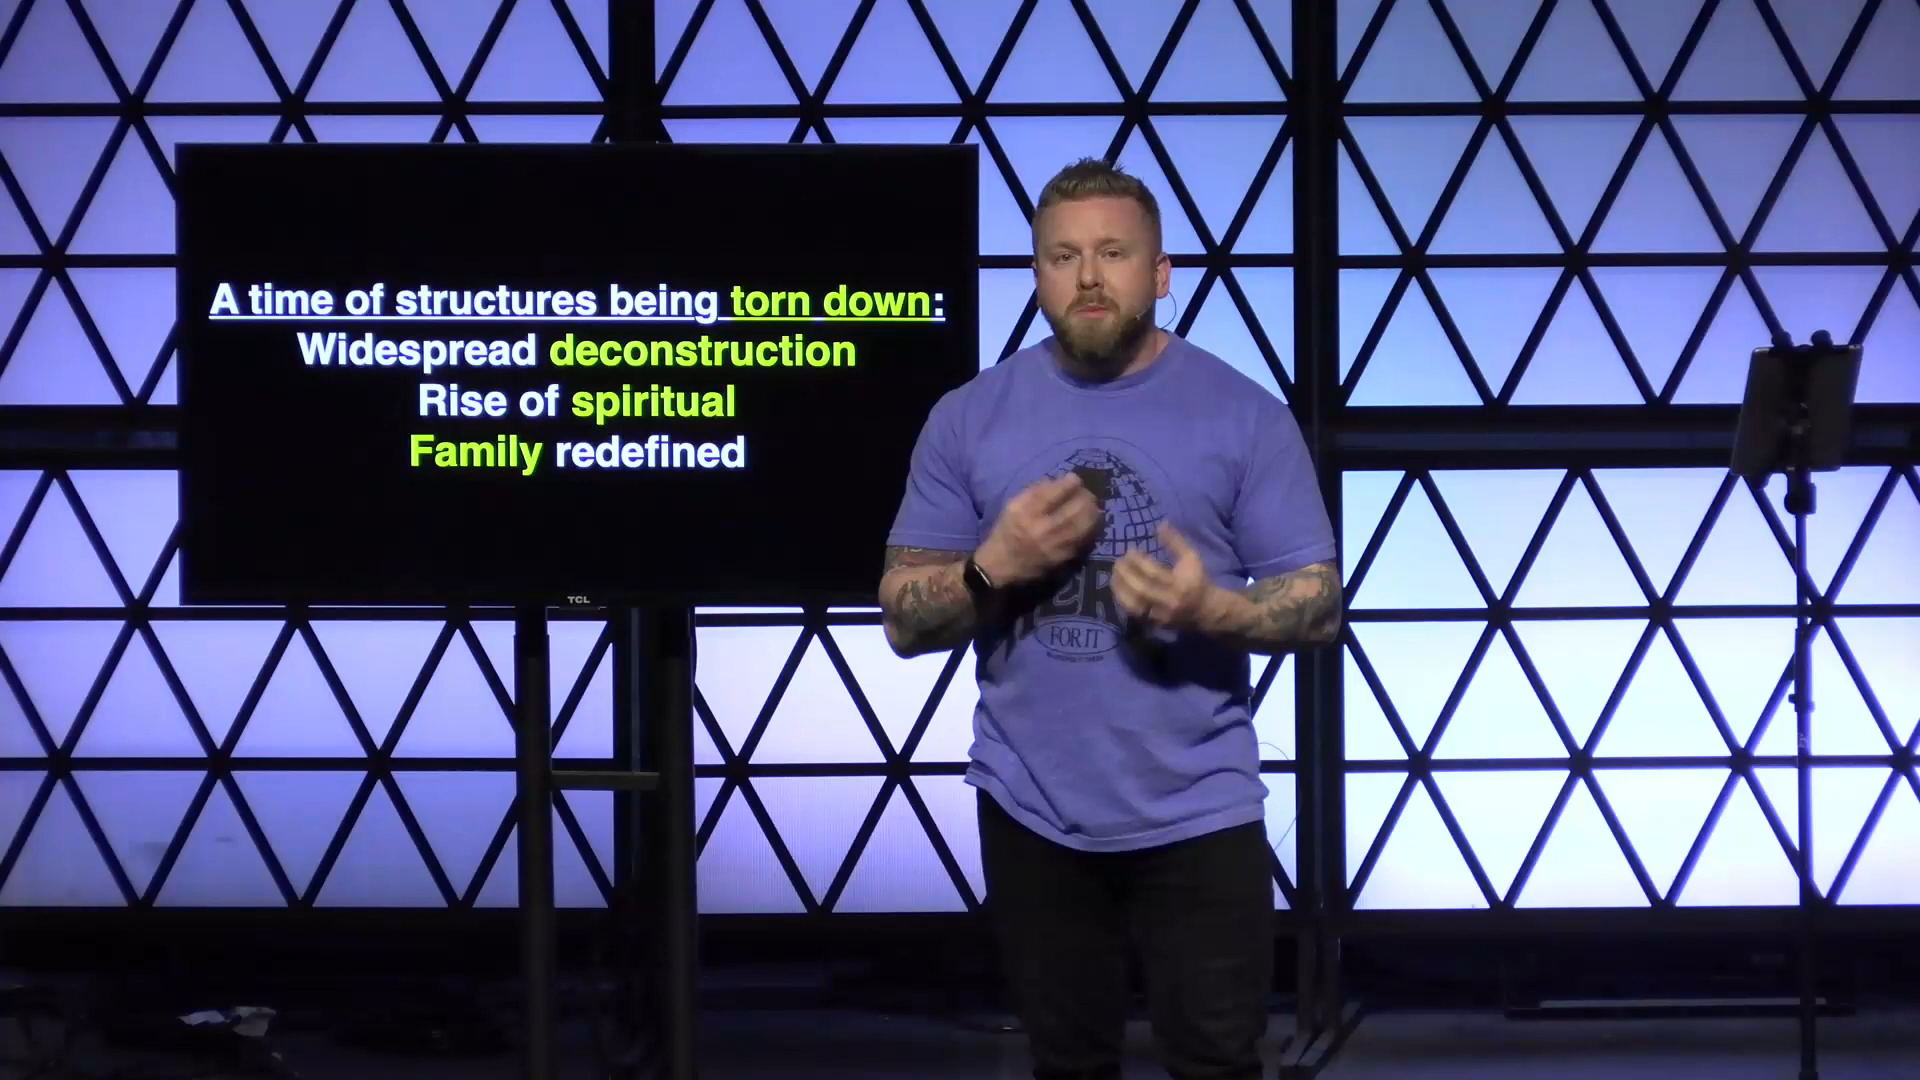 A time of structures being torn down:
Widespread deconstruction
Rise of spiritual
Family redefined
TCL
FOR IT